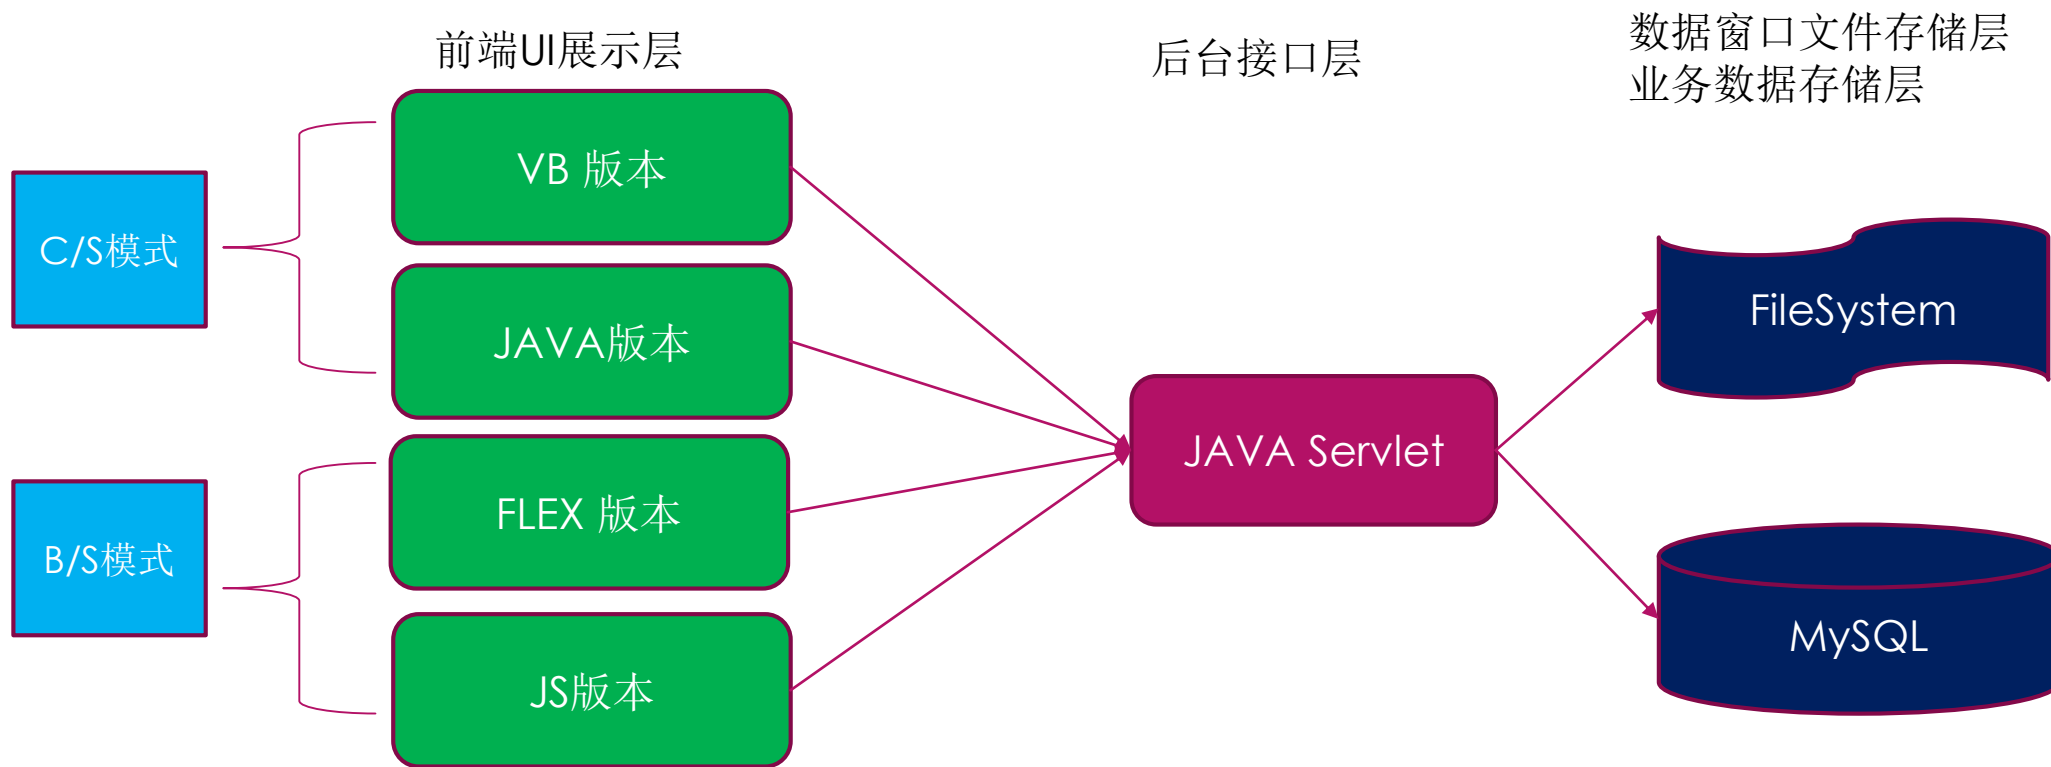 前端UI展示层
后台接口层
数据窗口文件存储层
业务数据存储层
C/S模式
VB 版本
JAVA版本
B/S模式
FLEX 版本
JS版本
JAVA Servlet
FileSystem
MySQL